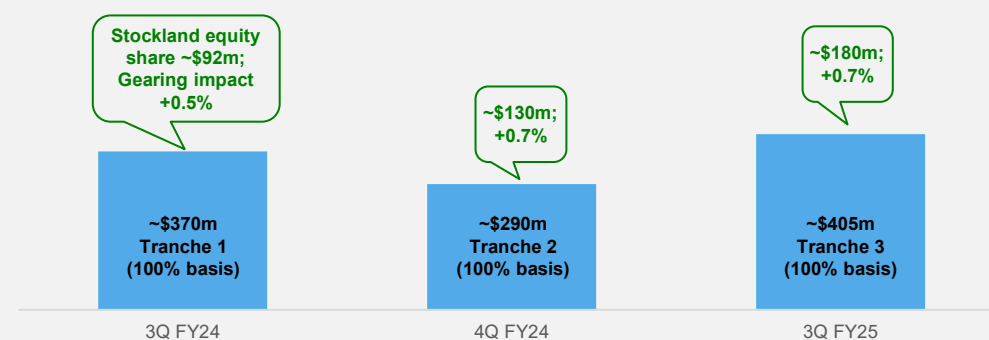 Stockland equity
share ~$92m;
Gearing impact
+0.5%
~$130m;
+0.7%
~$180m;
+0.7%
~$370m
Tranche 1
(100% basis)
~$290m
Tranche 2
(100% basis)
~$405m
Tranche 3
(100% basis)
3Q FY24
4Q FY24
3Q FY25